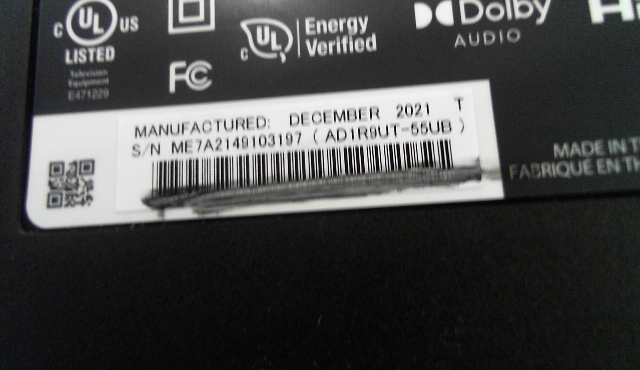 c UL US
LISTED
Television
Equipment
E471229
c UL
Energy
Verified
FC
Dolby
AUDIO
MANUFACTURED: DECEMBER 2021 T
S/N ME7A2149103197 ( AD1R9UT-55UB )
MADE IN
FABRIQUÉ EN